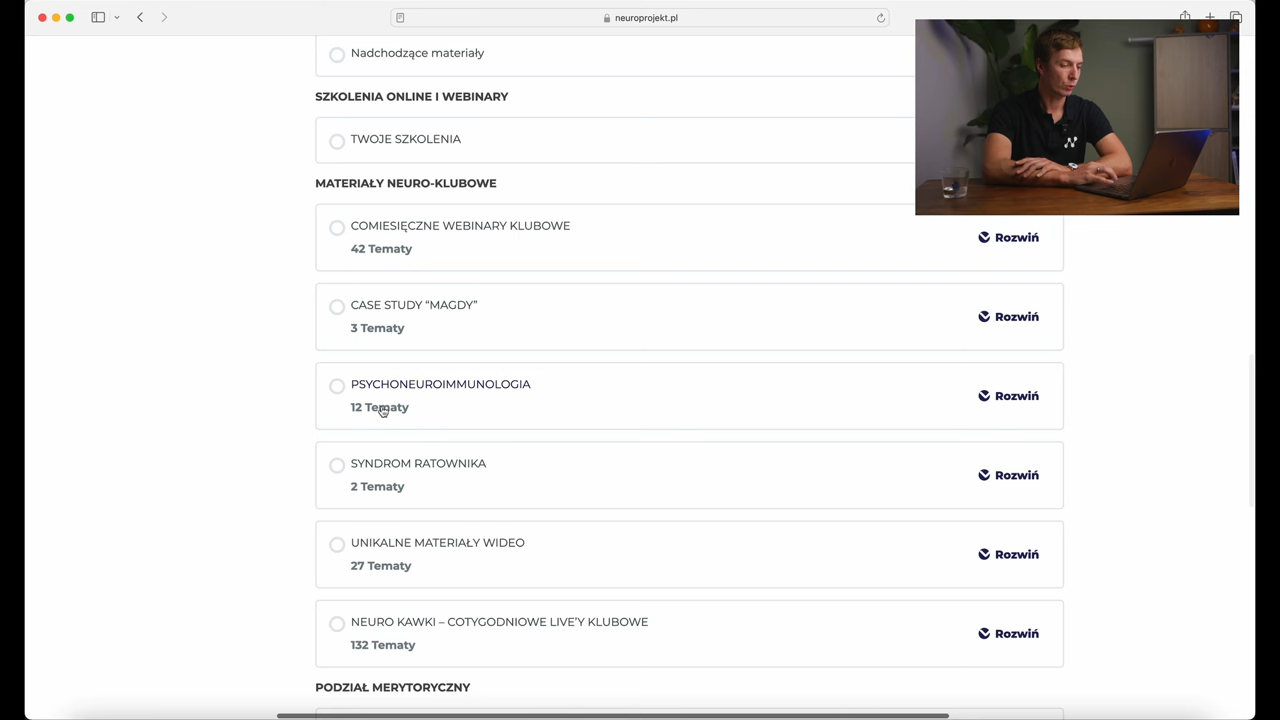 neuroprojekt.pl
Nadchodzące materiały
SZKOLENIA ONLINE I WEBINARY
TWOJE SZKOLENIA
MATERIAŁY NEURO-KLUBOWE
COMIESIĘCZNE WEBINARY KLUBOWE
42 Tematy
Rozwiń
CASE STUDY “MAGDY”
3 Tematy
Rozwiń
PSYCHONEUROIMMUNOLOGIA
12 Tematy
Rozwiń
SYNDROM RATOWNIKA
2 Tematy
Rozwiń
UNIKALNE MATERIAŁY WIDEO
27 Tematy
Rozwiń
NEURO KAWKI – COTYGODNIOWE LIVE’Y KLUBOWE
132 Tematy
Rozwiń
PODZIAŁ MERYTORYCZNY